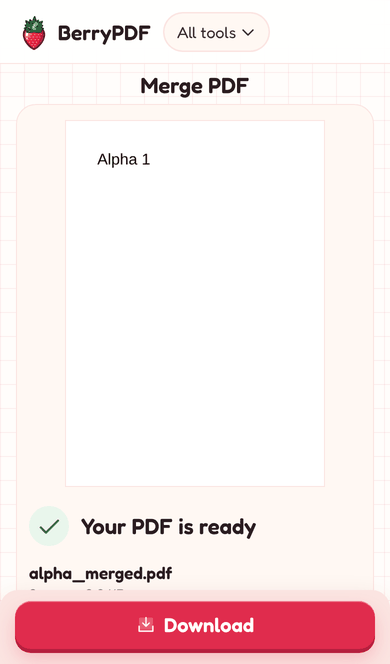 BerryPDF
All tools
Merge PDF
Alpha 1
Your PDF is ready
alpha_merged.pdf
Download